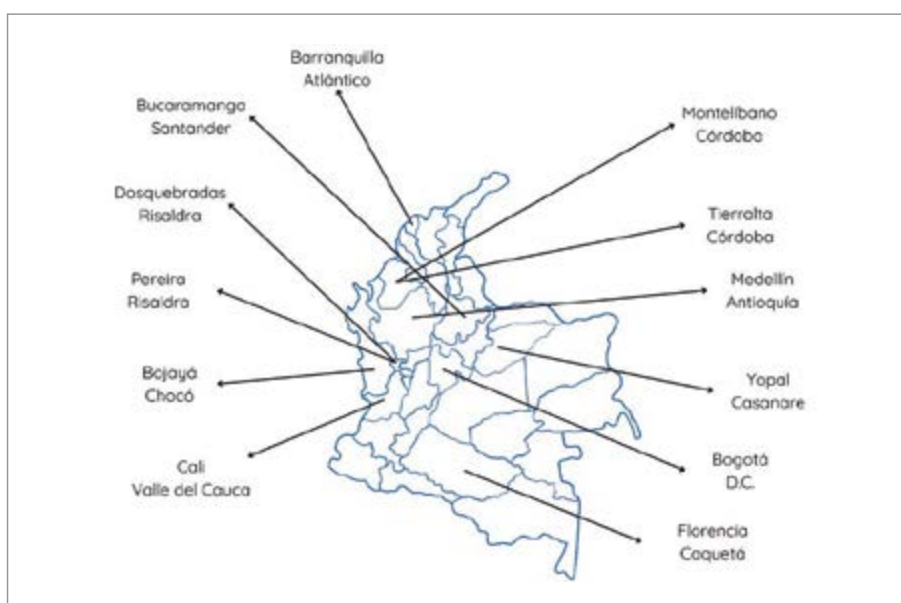 Barranquilla
Atlántico
Bucaramanga
Santander
Dosquebradas
Risaldra
Pereira
Risaldra
Bojayá
Chocó
Cali
Valle del Cauca
Montelíbano
Córdoba
Tierralta
Córdoba
Medellín
Antioquía
Yopal
Casanare
Bogotá
D.C.
Florencia
Caquetá